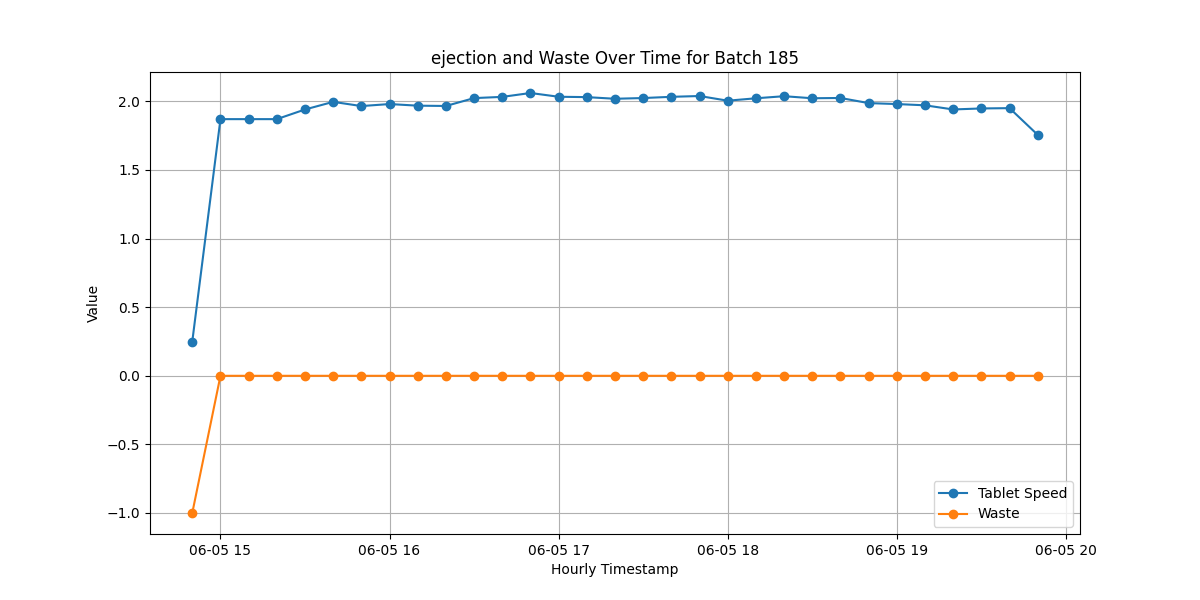 ejection and Waste Over Time for Batch 185
2.0
1.5
1.0
0.5
0.0
−0.5
−1.0
Value
Tablet Speed
Waste
06-05 15 06-05 16 06-05 17 06-05 18 06-05 19 06-05 20
Hourly Timestamp